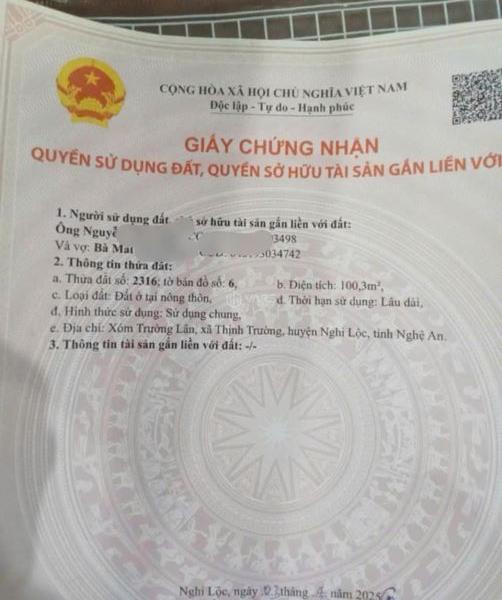 CỘNG HÒA XÃ HỘI CHỦ NGHĨA VIỆT NAM
Độc lập - Tự do - Hạnh phúc
GIẤY CHỨNG NHẬN
QUYỀN SỬ DỤNG ĐẤT, QUYỀN SỞ HỮU TÀI SẢN GẮN LIỀN VỚI
1. Người sử dụng đất, sở hữu tài sản gắn liền với đất:
Ông Nguyễ 3498
Và vợ: Bà Mai 034742
2. Thông tin thửa đất:
a. Thửa đất số: 2316; tờ bản đồ số: 6, b. Diện tích: 100,3m²,
c. Loại đất: Đất ở tại nông thôn, d. Thời hạn sử dụng: Lâu dài,
đ. Hình thức sử dụng: Sử dụng chung,
e. Địa chỉ: Xóm Trường Lân, xã Thịnh Trường, huyện Nghi Lộc, tỉnh Nghệ An.
3. Thông tin tài sản gắn liền với đất: -/-
Nghi Lộc, ngày tháng năm 2025